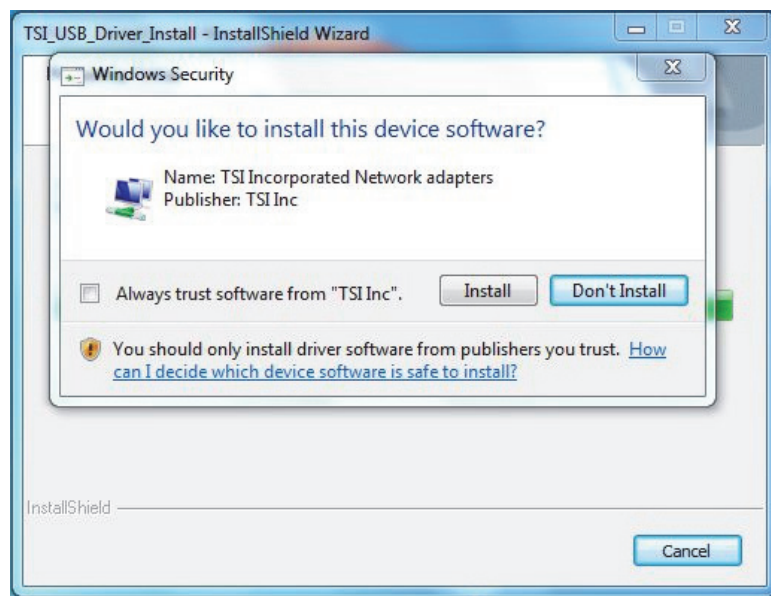 TSI_USB_Driver_Install - InstallShield Wizard
Windows Security
Would you like to install this device software?
Name: TSI Incorporated Network adapters
Publisher: TSI Inc
Always trust software from "TSI Inc".
Install
Don't Install
You should only install driver software from publishers you trust. How
can I decide which device software is safe to install?
InstallShield
Cancel